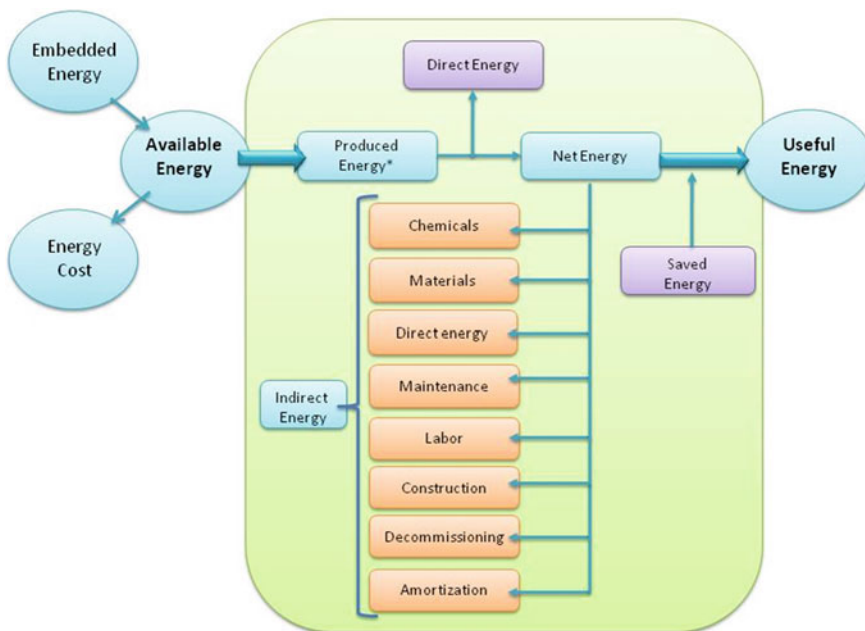 Embedded
Energy
Direct Energy
Available
Energy
Produced
Energy*
Net Energy
Useful
Energy
Energy
Cost
Chemicals
Saved
Energy
Materials
Direct energy
Maintenance
Indirect
Energy
Labor
Construction
Decommissioning
Amortization